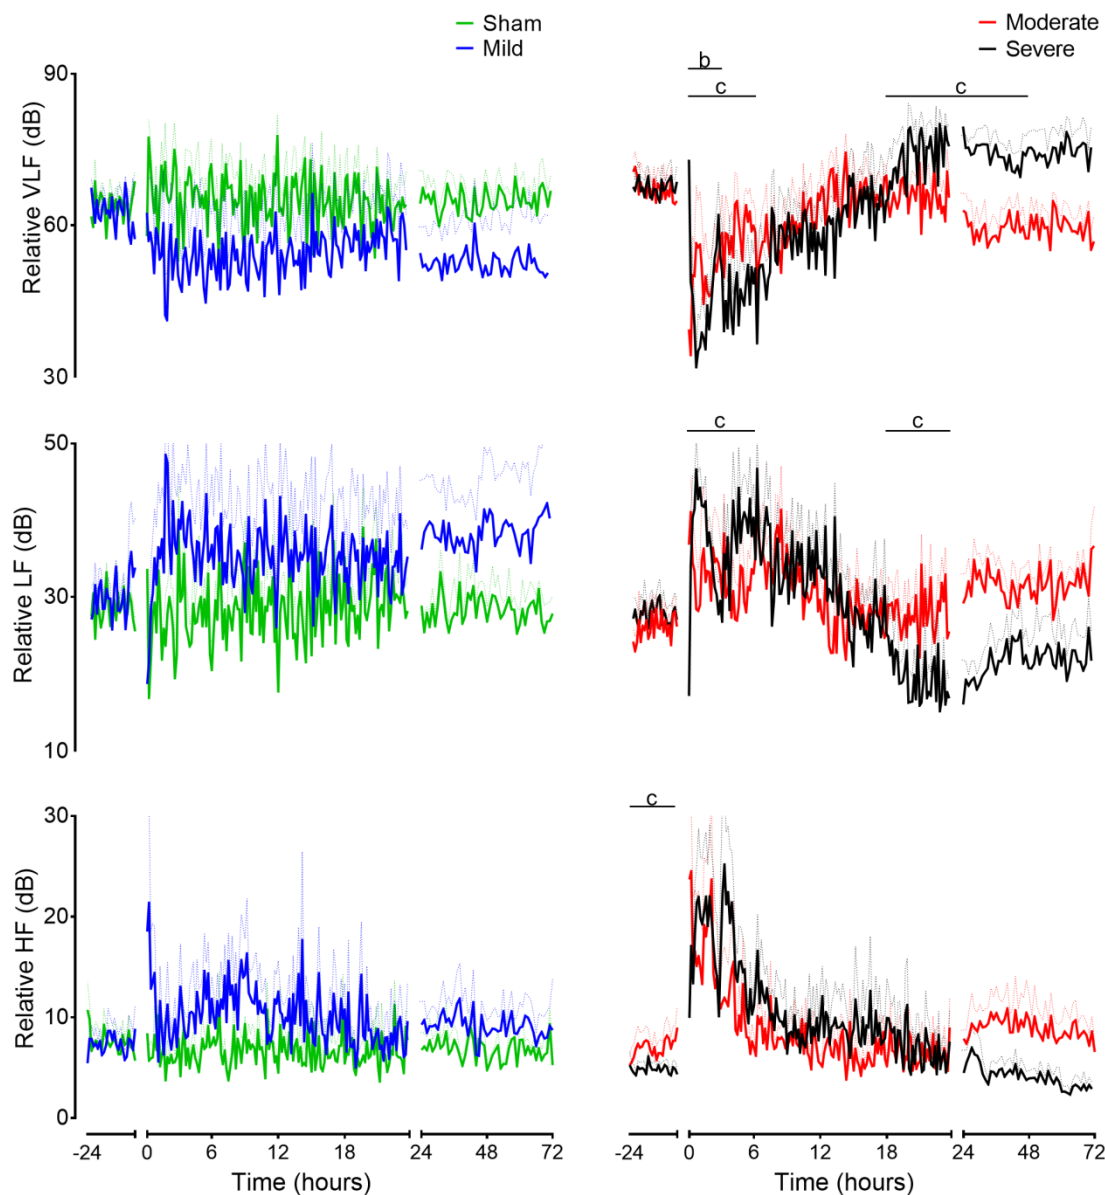 Sham
Mild
Moderate
Severe
b
c
c
90
60
30
Relative VLF (dB)
c
c
50
30
10
Relative LF (dB)
c
30
20
10
0
Relative HF (dB)
-24 0 6 12 18 24 48 72
Time (hours)
-24 0 6 12 18 24 48 72
Time (hours)